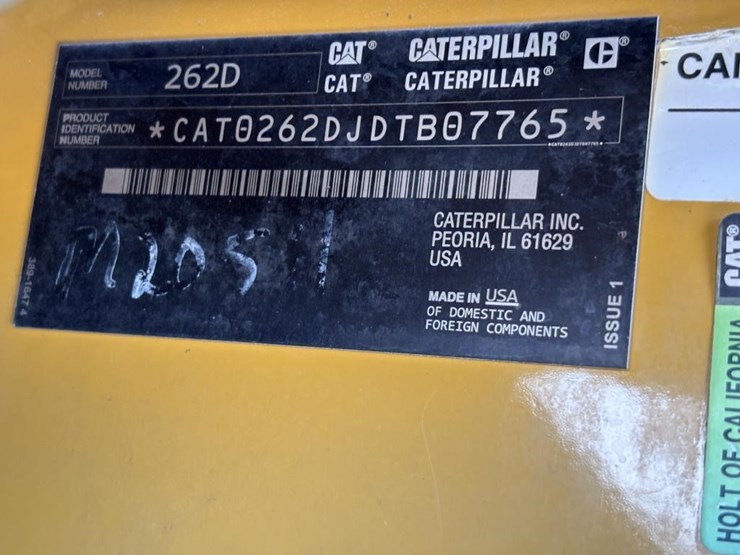 CAT® CATERPILLAR®
CAT® CATERPILLAR®
MODEL
NUMBER
262D
PRODUCT
IDENTIFICATION
NUMBER
*CAT0262DJDTB07765*
CATERPILLAR INC.
PEORIA, IL 61629
USA
MADE IN USA
OF DOMESTIC AND
FOREIGN COMPONENTS
ISSUE 1
M20511
CAT®
HOLT OF CALIFORNIA